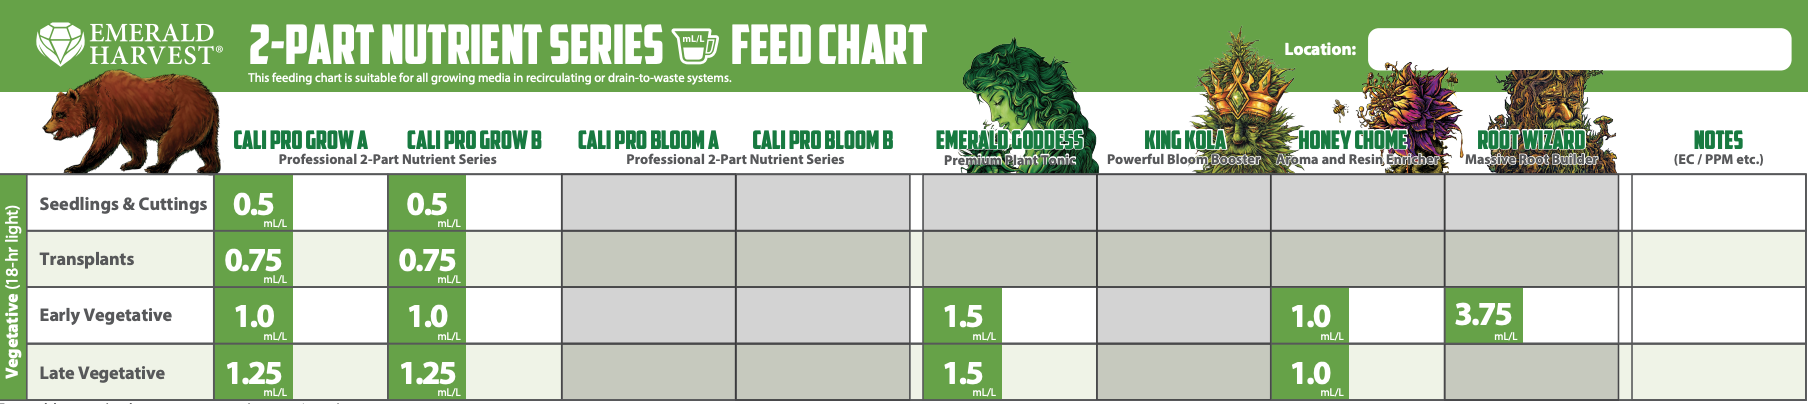 EMERALD
HARVEST®
2-PART NUTRIENT SERIES mL/L FEED CHART
This feeding chart is suitable for all growing media in recirculating or drain-to-waste systems.
Location:
CALI PRO GROW A CALI PRO GROW B CALI PRO BLOOM A CALI PRO BLOOM B EMERALD GODDESS KING KOLA HONEY CHOME ROOT WIZARD NOTES
Professional 2-Part Nutrient Series Professional 2-Part Nutrient Series Premium Plant Tonic Powerful Bloom Booster Aroma and Resin Enricher Massive Root Builder (EC / PPM etc.)
Vegetative (18-hr light)
Seedlings & Cuttings 0.5 mL/L 0.5 mL/L
Transplants 0.75 mL/L 0.75 mL/L
Early Vegetative 1.0 mL/L 1.0 mL/L 1.5 mL/L 1.0 mL/L 3.75 mL/L
Late Vegetative 1.25 mL/L 1.25 mL/L 1.5 mL/L 1.0 mL/L